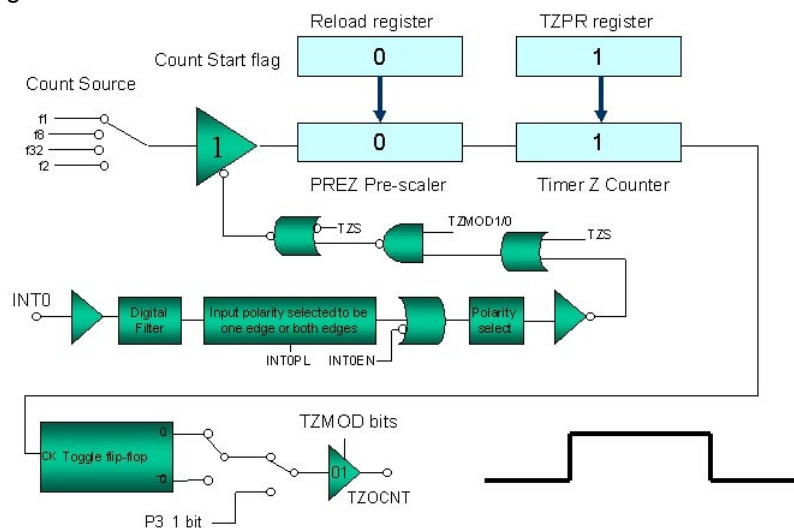 Reload register
TZPR register
Count Start flag
0
1
Count Source
f1
f8
f32
f2
1
0
1
PREZ Pre-scaler
Timer Z Counter
TZS
TZMOD1/0
TZS
INT0
Digital
Filter
Input polarity selected to be
one edge or both edges
Polarity
select
INT0PL
INT0EN
TZMOD bits
Q
CK Toggle flip-flop
Q
01
TZOCNT
P3_1 bit